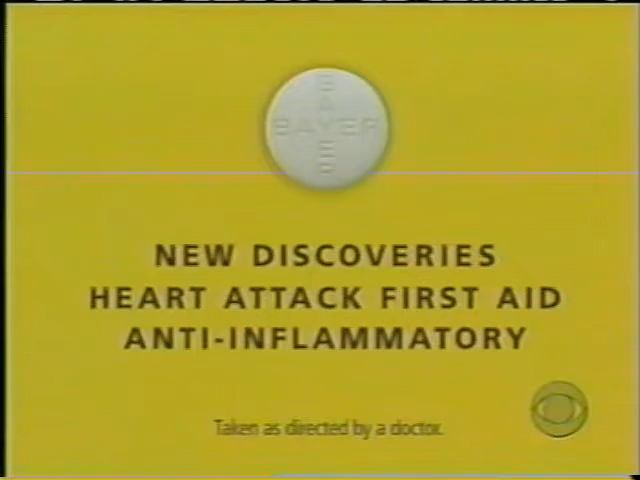 BAYER
BAYER
NEW DISCOVERIES
HEART ATTACK FIRST AID
ANTI-INFLAMMATORY
Taken as directed by a doctor.